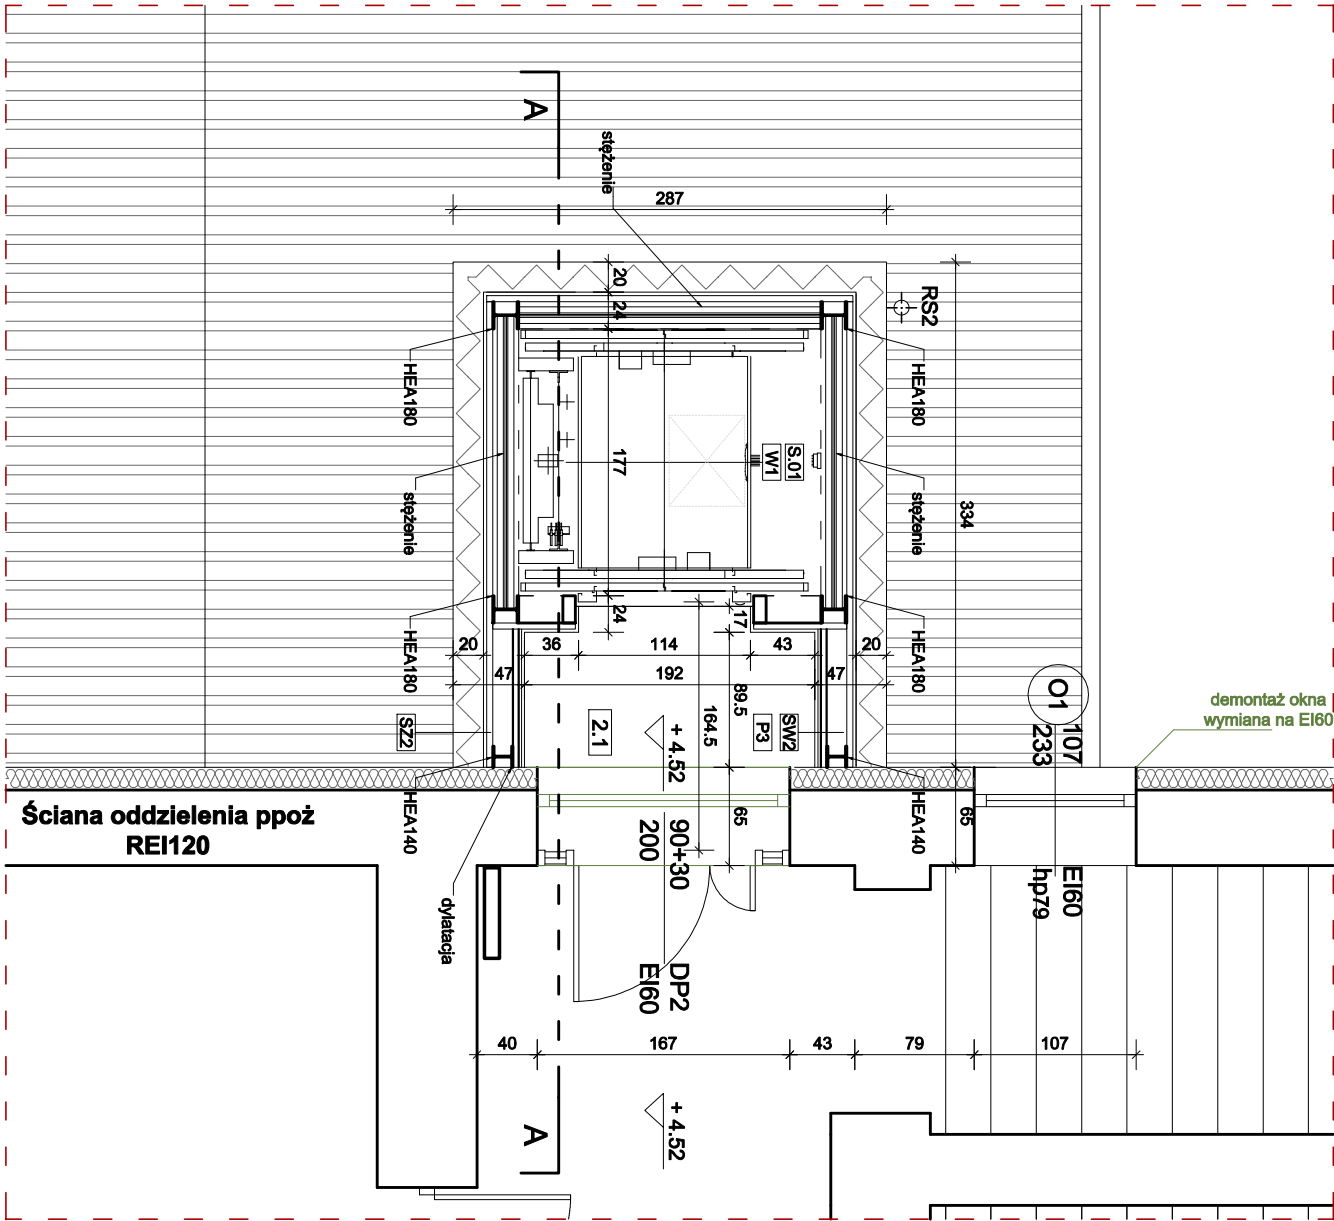 A
stężenie
287
20
24
RS2
HEA180
HEA180
334
177
S.01
W1
stężenie
stężenie
24
17
20
36
114
43
20
47
192
47
HEA180
HEA180
89.5
164.5
2.1
+ 4.52
SW2
P3
SZ2
O1
107
233
demontaż okna
wymiana na EI60
HEA140
HEA140
65
65
Ściana oddzielenia ppoż
REI120
90+30
200
EI60
hp79
dylatacja
DP2
EI60
40
167
43
79
107
A
+ 4.52